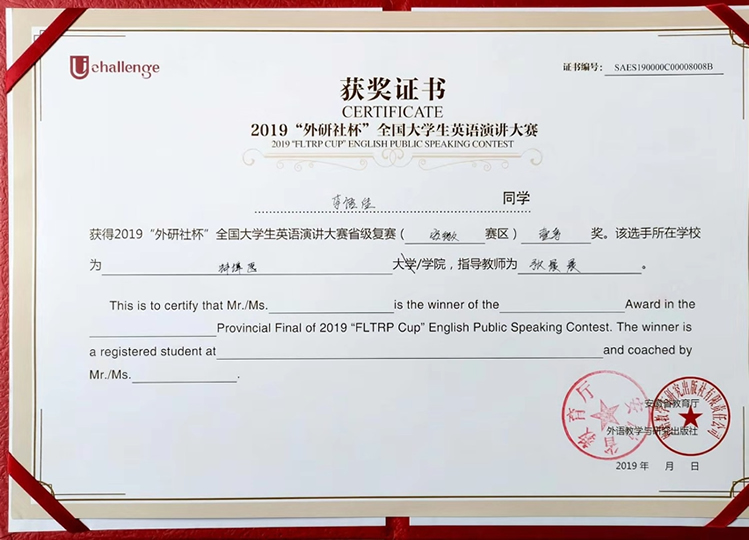 Uchallenge
证书编号： SAES190000C00008008B
获奖证书
CERTIFICATE
2019“外研社杯”全国大学生英语演讲大赛
2019 "FLTRP CUP" ENGLISH PUBLIC SPEAKING CONTEST
同学
获得2019“外研社杯”全国大学生英语演讲大赛省级复赛（ 安徽 赛区） 奖。该选手所在学校
为 大学/学院，指导教师为 张晨晨 。
This is to certify that Mr./Ms. is the winner of the Award in the
Provincial Final of 2019 “FLTRP Cup” English Public Speaking Contest. The winner is
a registered student at and coached by
Mr./Ms. .
安徽省教育厅
外语教学与研究出版社
2019 年 月 日